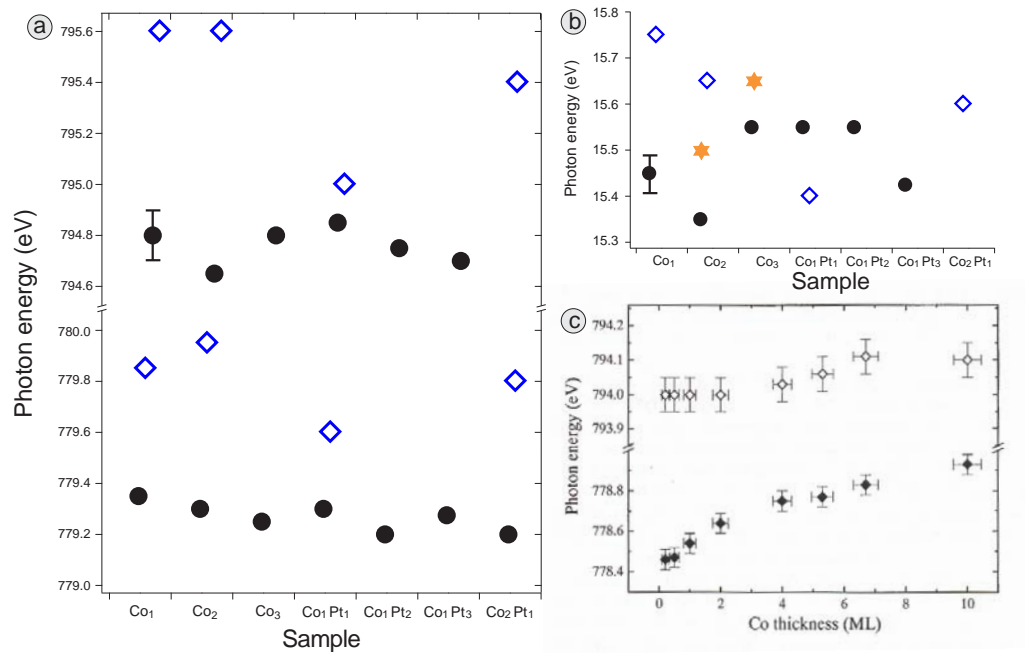 a
795.6
795.4
795.2
795.0
794.8
794.6
780.0
779.8
779.6
779.4
779.2
779.0
Photon energy (eV)
Co1
Co2
Co3
Co1 Pt1
Co1 Pt2
Co1 Pt3
Co2 Pt1
Sample
b
15.8
15.7
15.6
15.5
15.4
15.3
Photon energy (eV)
Co1
Co2
Co3
Co1 Pt1
Co1 Pt2
Co1 Pt3
Co2 Pt1
Sample
c
794.2
794.1
794.0
793.9
778.8
778.6
778.4
Photon energy (eV)
0
2
4
6
8
10
Co thickness (ML)